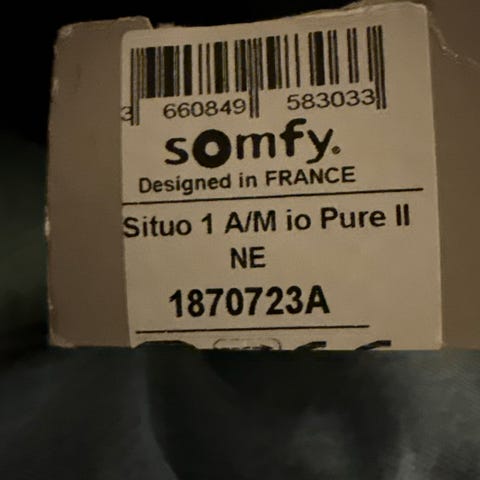 3 660849 583033
somfy.
Designed in FRANCE
Situo 1 A/M io Pure II
NE
1870723A